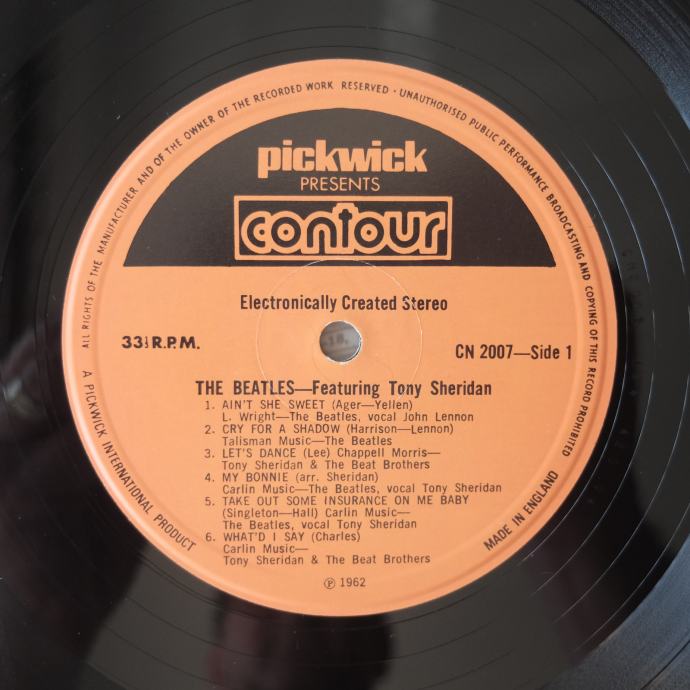 ALL RIGHTS OF THE MANUFACTURER AND OF THE OWNER OF THE RECORDED WORK RESERVED · UNAUTHORISED PUBLIC PERFORMANCE BROADCASTING AND COPYING OF THIS RECORD PROHIBITED
pickwick
PRESENTS
contour
Electronically Created Stereo
33⅓ R.P.M.
CN 2007—Side 1
THE BEATLES—Featuring Tony Sheridan
1. AIN'T SHE SWEET (Ager—Yellen)
L. Wright—The Beatles, vocal John Lennon
2. CRY FOR A SHADOW (Harrison—Lennon)
Talisman Music—The Beatles
3. LET'S DANCE (Lee) Chappell Morris—
Tony Sheridan & The Beat Brothers
4. MY BONNIE (arr. Sheridan)
Carlin Music—The Beatles, vocal Tony Sheridan
5. TAKE OUT SOME INSURANCE ON ME BABY
(Singleton—Hall) Carlin Music—
The Beatles, vocal Tony Sheridan
6. WHAT'D I SAY (Charles)
Carlin Music—
Tony Sheridan & The Beat Brothers
℗ 1962
A PICKWICK INTERNATIONAL PRODUCT
MADE IN ENGLAND